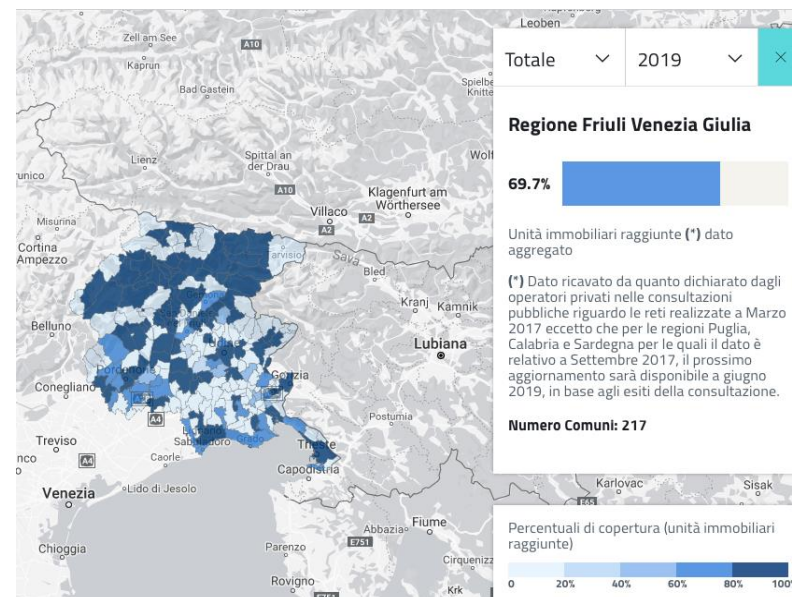 Leoben
Zell am See
A10
Kaprun
Bad Gastein
Lienz
Spittal an
der Drau
A10
Klagenfurt am
Wörthersee
Villaco
A2
A2
Misurina
Cortina
Ampezzo
Sava
Bled
Kranj
Kamnik
Lubiana
Belluno
Pordenone
Udine
Gorizia
Conegliano
A4
Postumia
Treviso
A4
Caorle
Sabbiadoro
Grado
Trieste
Capodistria
Venezia
Lido di Jesolo
Chioggia
Abbazia
Fiume
E751
Parenzo
Rovigno
Krk
Karlovac
Sisak
E65
Totale
2019
Regione Friuli Venezia Giulia
69.7%
Unità immobiliari raggiunte (*) dato
aggregato
(*) Dato ricavato da quanto dichiarato dagli
operatori privati nelle consultazioni
pubbliche riguardo le reti realizzate a Marzo
2017 eccetto che per le regioni Puglia,
Calabria e Sardegna per le quali il dato è
relativo a Settembre 2017, il prossimo
aggiornamento sarà disponibile a giugno
2019, in base agli esiti della consultazione.
Numero Comuni: 217
Percentuali di copertura (unità immobiliari
raggiunte)
0 20% 40% 60% 80% 100%